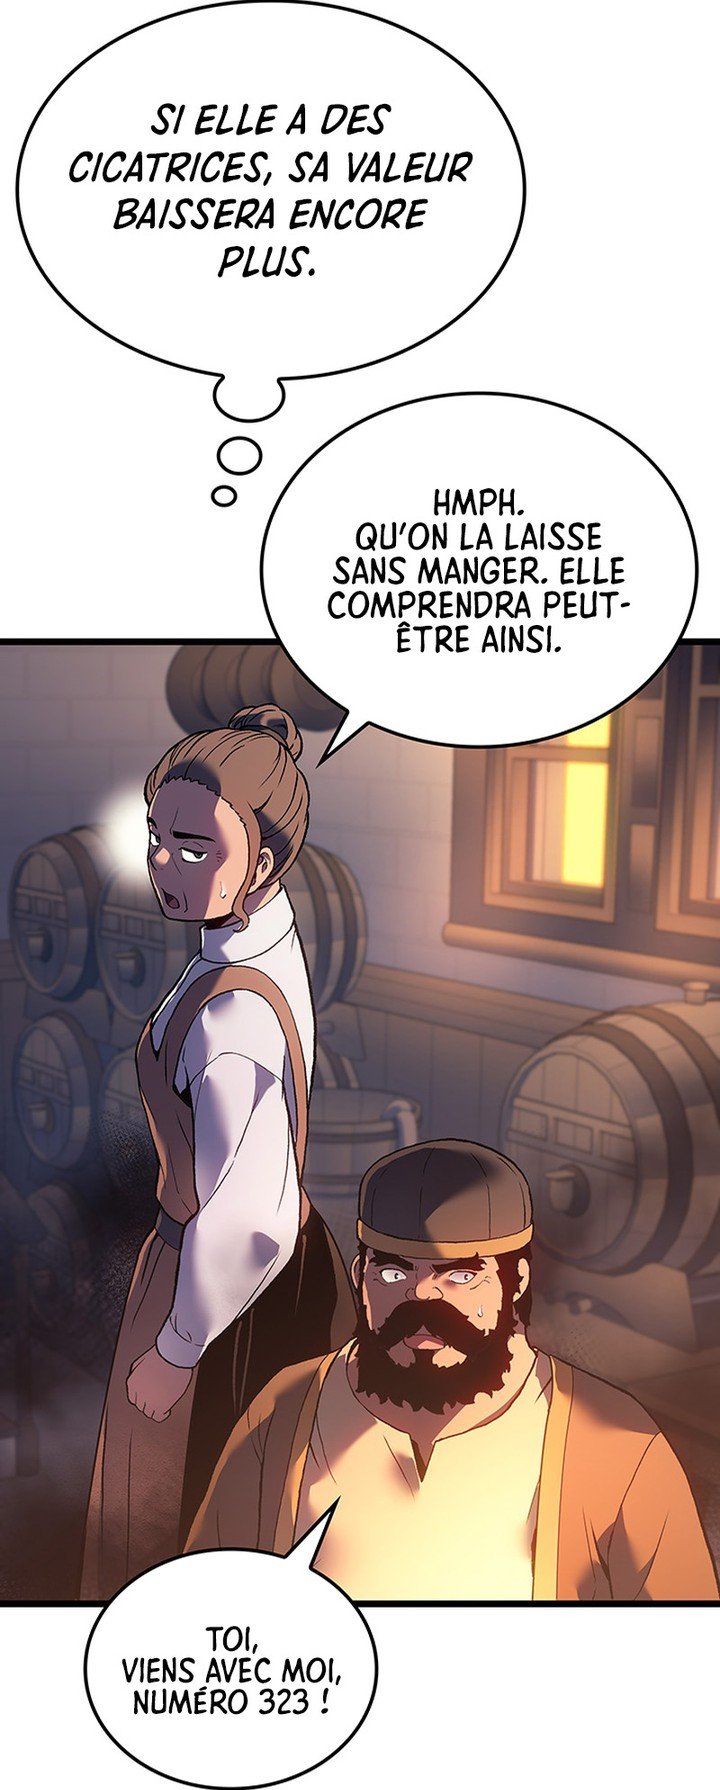 SI ELLE A DES
CICATRICES, SA VALEUR
BAISSERA ENCORE
PLUS.
HMPH.
QU'ON LA LAISSE
SANS MANGER. ELLE
COMPRENDRA PEUT-
ÊTRE AINSI.
TOI,
VIENS AVEC MOI,
NUMÉRO 323 !